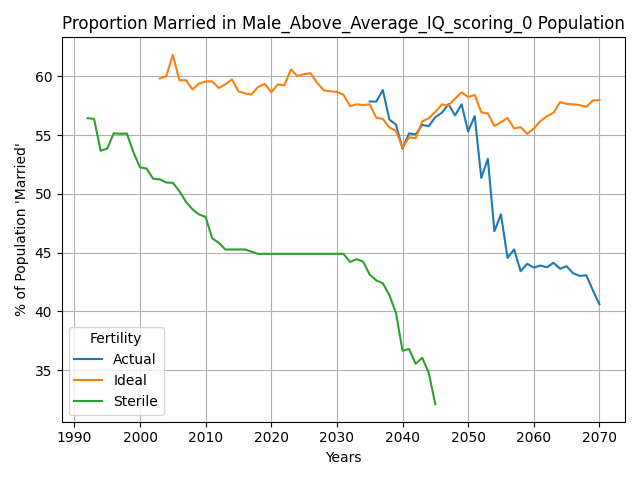 Proportion Married in Male_Above_Average_IQ_scoring_0 Population
% of Population 'Married'
60
55
50
45
40
35
Fertility
Actual
Ideal
Sterile
1990 2000 2010 2020 2030 2040 2050 2060 2070
Years